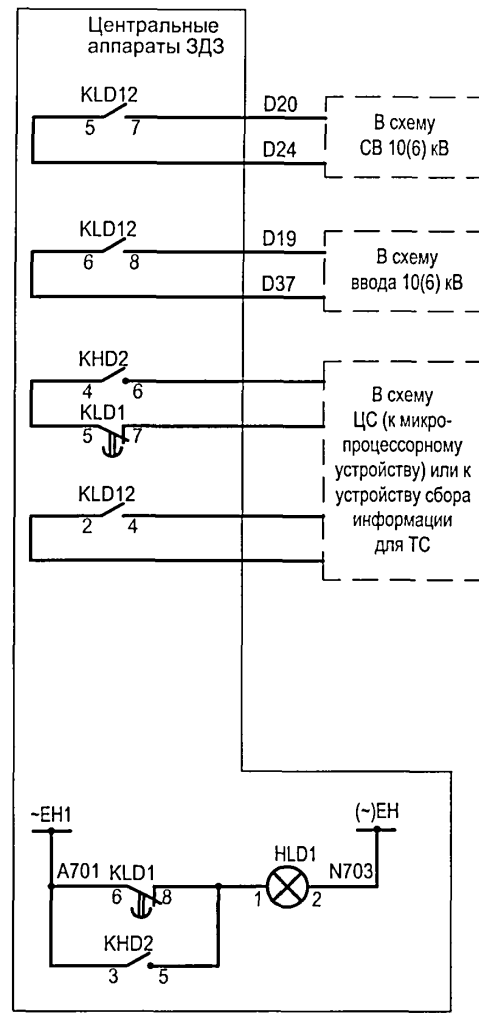 Центральные
аппараты ЗДЗ
KLD12
5 7
D20
D24
В схему
СВ 10(6) кВ
KLD12
6 8
D19
D37
В схему
ввода 10(6) кВ
KHD2
4 6
KLD1
5 7
KLD12
2 4
В схему
ЦС (к микро-
процессорному
устройству) или к
устройству сбора
информации
для ТС
~EH1
(~)EH
A701 KLD1
6 8
HLD1
1 2
N703
KHD2
3 5